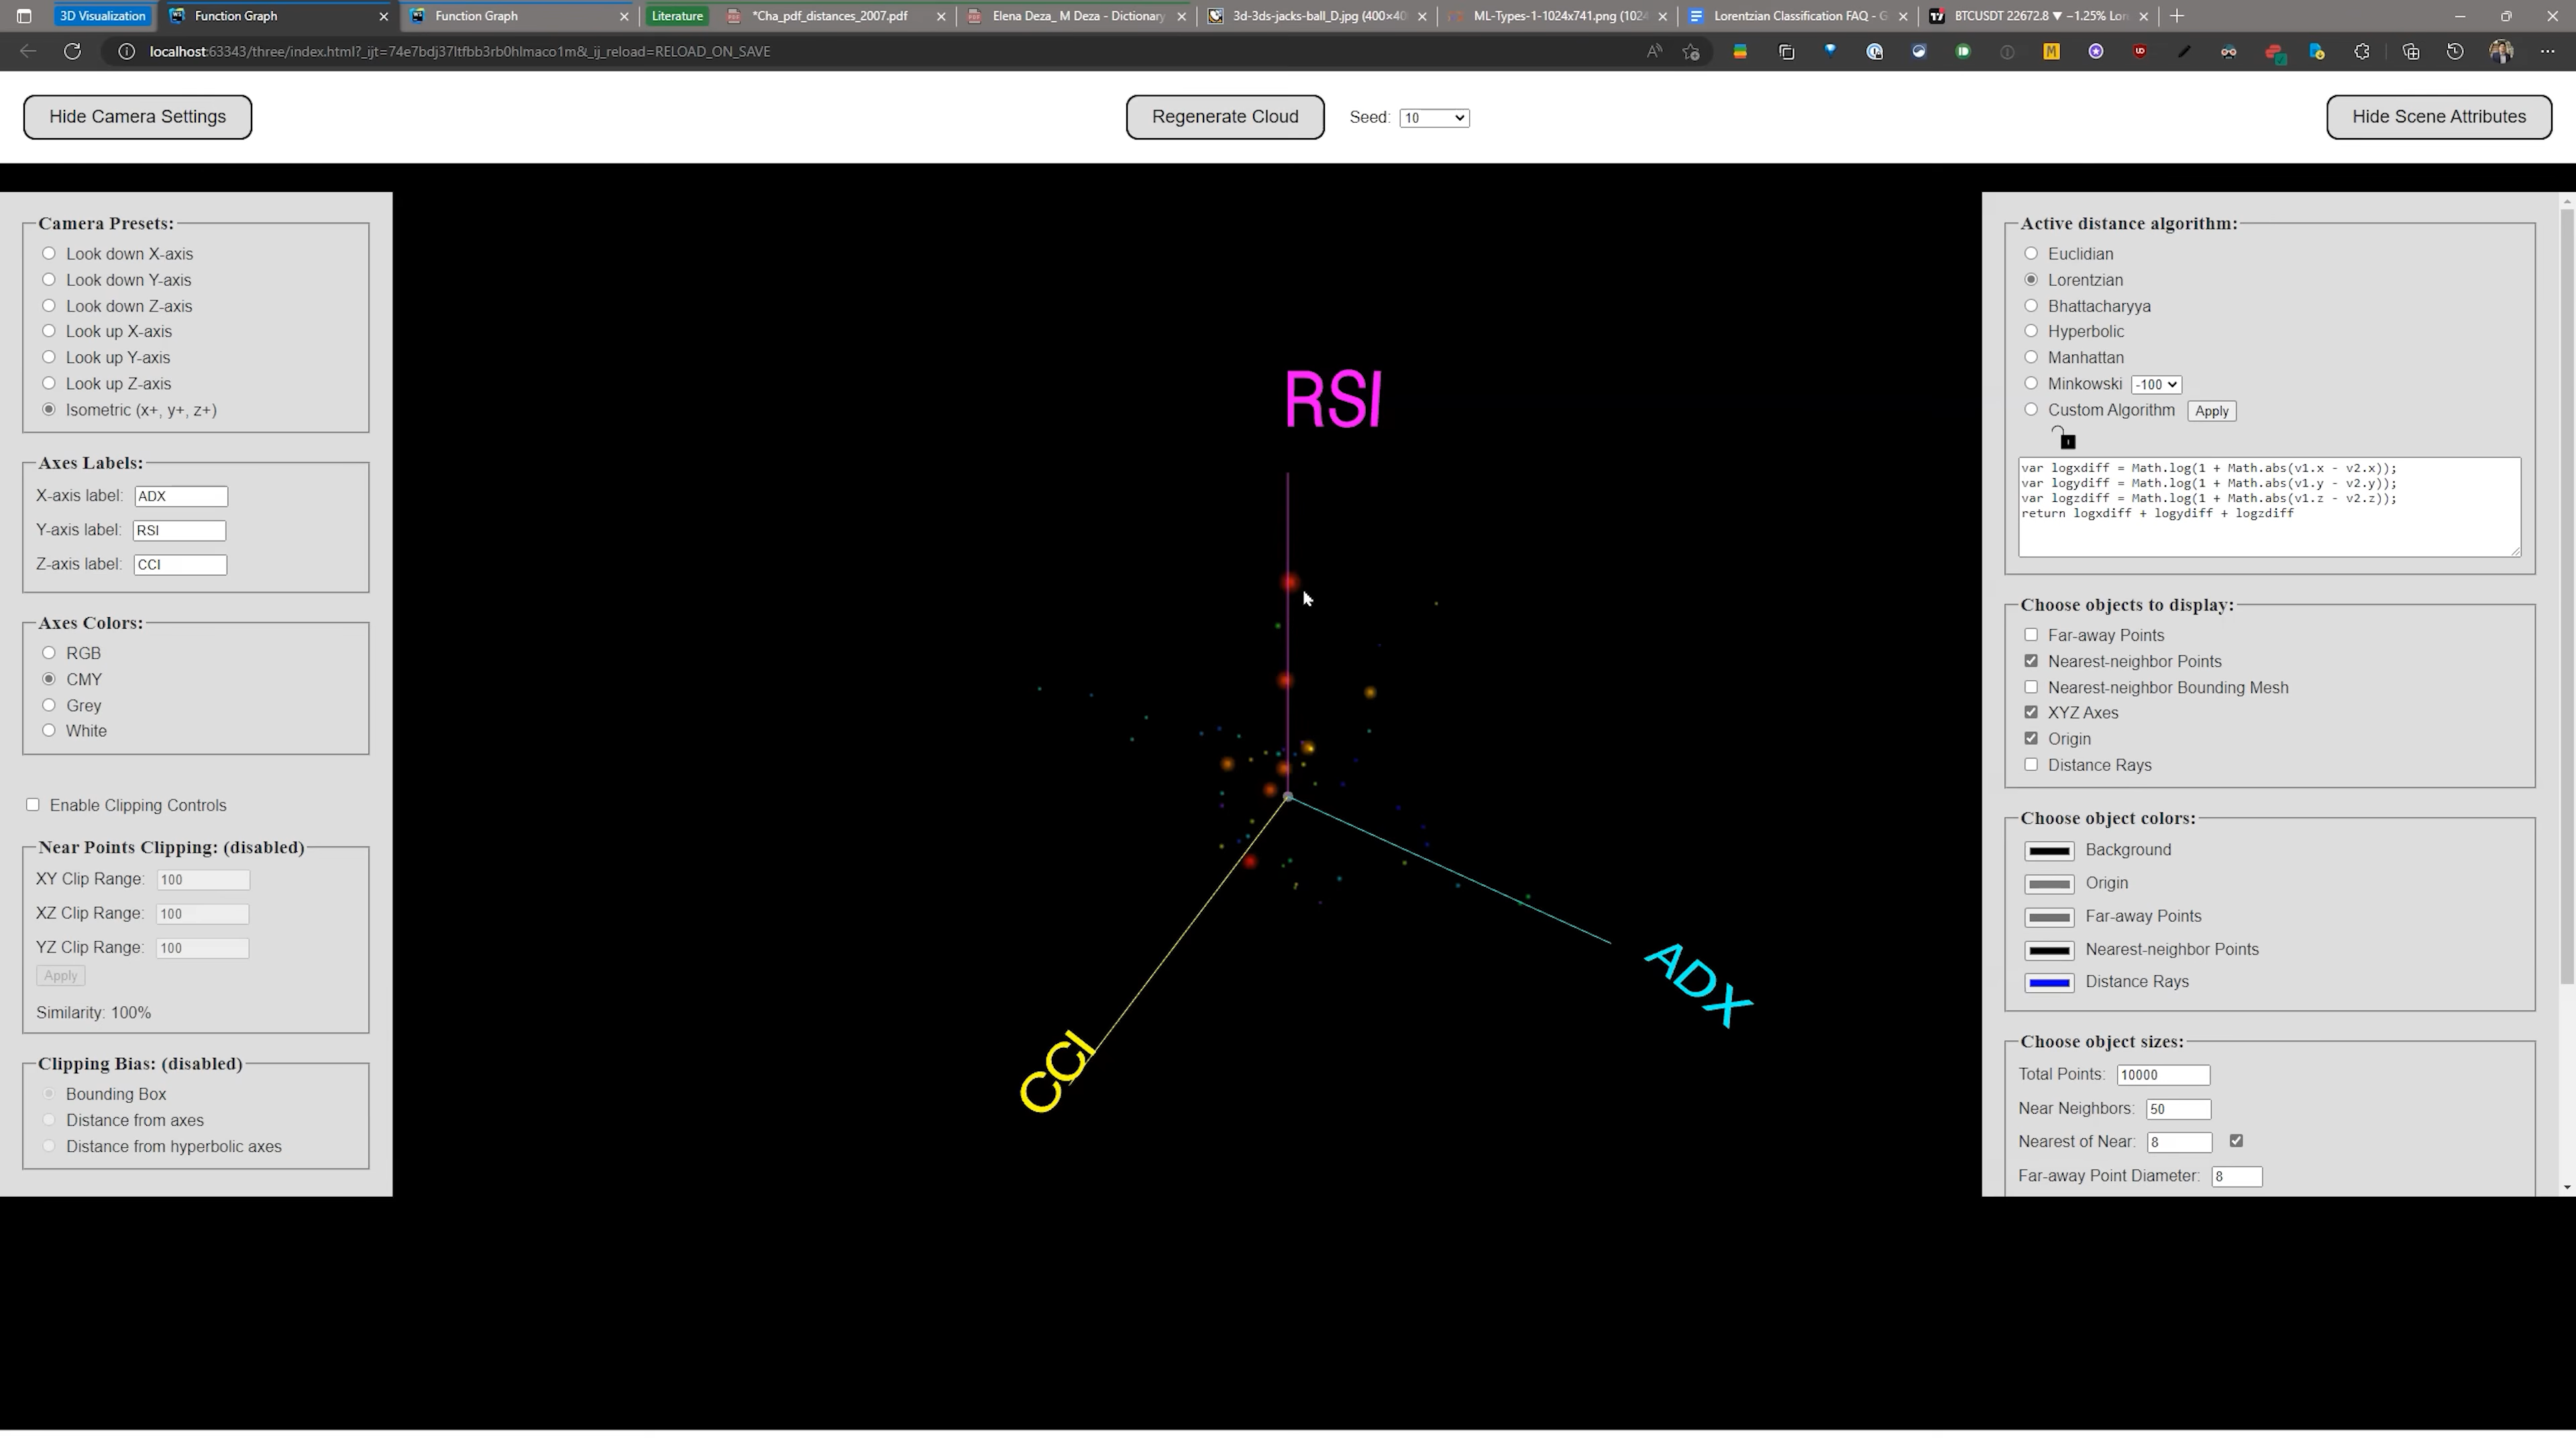 3D Visualization
Function Graph
Function Graph
Literature
*Cha_pdf_distances_2007.pdf
Elena Deza_ M Deza - Dictionary
3d-3ds-jacks-ball_D.jpg (400×40
ML-Types-1-1024x741.png (1024
Lorentzian Classification FAQ - G
BTCUSDT 22672.8 ▼ −1.25% Lor
localhost:63343/three/index.html?_ijt=74e7bdj37ltfbb3rb0hlmaco1m&_ij_reload=RELOAD_ON_SAVE
Hide Camera Settings
Regenerate Cloud
Seed: 10
Hide Scene Attributes
Camera Presets:
Look down X-axis
Look down Y-axis
Look down Z-axis
Look up X-axis
Look up Y-axis
Look up Z-axis
Isometric (x+, y+, z+)
Axes Labels:
X-axis label: ADX
Y-axis label: RSI
Z-axis label: CCI
Axes Colors:
RGB
CMY
Grey
White
Enable Clipping Controls
Near Points Clipping: (disabled)
XY Clip Range: 100
XZ Clip Range: 100
YZ Clip Range: 100
Apply
Similarity: 100%
Clipping Bias: (disabled)
Bounding Box
Distance from axes
Distance from hyperbolic axes
RSI
ADX
CCI
Active distance algorithm:
Euclidian
Lorentzian
Bhattacharyya
Hyperbolic
Manhattan
Minkowski -100
Custom Algorithm Apply
var logxdiff = Math.log(1 + Math.abs(v1.x - v2.x));
var logydiff = Math.log(1 + Math.abs(v1.y - v2.y));
var logzdiff = Math.log(1 + Math.abs(v1.z - v2.z));
return logxdiff + logydiff + logzdiff
Choose objects to display:
Far-away Points
Nearest-neighbor Points
Nearest-neighbor Bounding Mesh
XYZ Axes
Origin
Distance Rays
Choose object colors:
Background
Origin
Far-away Points
Nearest-neighbor Points
Distance Rays
Choose object sizes:
Total Points: 10000
Near Neighbors: 50
Nearest of Near: 8
Far-away Point Diameter: 8